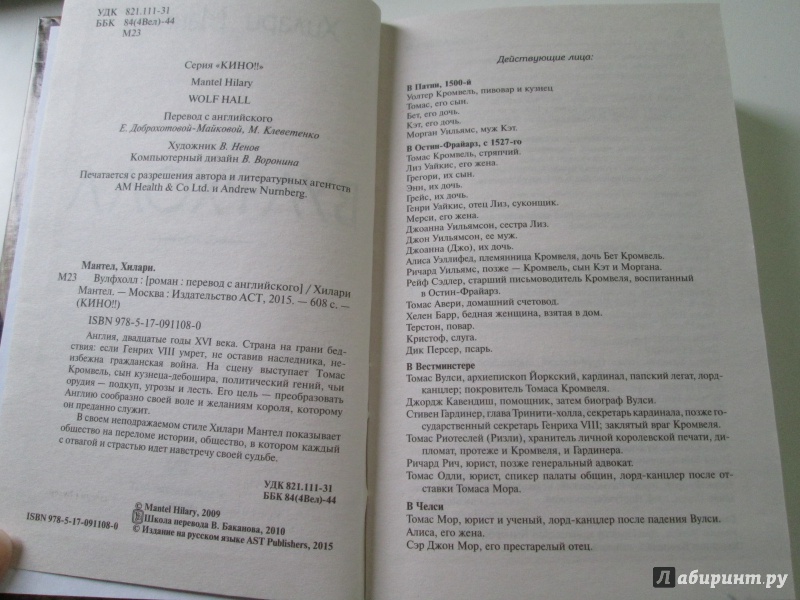 УДК 821.111-31
ББК 84(4Вел)-44
М23
Серия «КИНО!!»
Mantel Hilary
WOLF HALL
Перевод с английского
Е. Доброхотовой-Майковой, М. Клеветенко
Художник В. Ненов
Компьютерный дизайн В. Воронина
Печатается с разрешения автора и литературных агентств
AM Health & Co Ltd. и Andrew Nurnberg.
Мантел, Хилари.
М23 Вулфхолл : [роман : перевод с английского] / Хилари
Мантел. — Москва : Издательство АСТ, 2015. — 608 с. —
(КИНО!!)
ISBN 978-5-17-091108-0
Англия, двадцатые годы XVI века. Страна на грани бед-
ствия: если Генрих VIII умрет, не оставив наследника, не-
избежна гражданская война. На сцену выступает Томас
Кромвель, сын кузнеца-дебошира, политический гений, чьи
орудия — подкуп, угрозы и лесть. Его цель — преобразовать
Англию сообразно своей воле и желаниям короля, которому
он преданно служит.
В своем неподражаемом стиле Хилари Мантел показывает
общество на переломе истории, общество, в котором каждый
с отвагой и страстью идет навстречу своей судьбе.
УДК 821.111-31
ББК 84(4Вел)-44
© Mantel Hilary, 2009
Школа перевода В. Баканова, 2010
ISBN 978-5-17-091108-0 © Издание на русском языке AST Publishers, 2015
Действующие лица:
В Патни, 1500-й
Уолтер Кромвель, пивовар и кузнец
Томас, его сын.
Бет, его дочь.
Кэт, его дочь.
Морган Уильямс, муж Кэт.
В Остин-Фрайарз, с 1527-го
Томас Кромвель, стряпчий.
Лиз Уайкис, его жена.
Грегори, их сын.
Энн, их дочь.
Грейс, их дочь.
Генри Уайкис, отец Лиз, суконщик.
Мерси, его жена.
Джоанна Уильямсон, сестра Лиз.
Джон Уильямсон, ее муж.
Джоанна (Джо), их дочь.
Алиса Уэллифед, племянница Кромвеля, дочь Бет Кромвель.
Ричард Уильямс, позже — Кромвель, сын Кэт и Моргана.
Рейф Сэдлер, старший письмоводитель Кромвеля, воспитанный
в Остин-Фрайарз.
Томас Авери, домашний счетовод.
Хелен Барр, бедная женщина, взятая в дом.
Терстон, повар.
Кристоф, слуга.
Дик Персер, псарь.
В Вестминстере
Томас Вулси, архиепископ Йоркский, кардинал, папский легат, лорд-
канцлер; покровитель Томаса Кромвеля.
Джордж Кавендиш, помощник, затем биограф Вулси.
Стивен Гардинер, глава Тринити-холла, секретарь кардинала, позже го-
сударственный секретарь Генриха VIII; заклятый враг Кромвеля.
Томас Риотеслей (Ризли), хранитель личной королевской печати, ди-
пломат, протеже и Кромвеля, и Гардинера.
Ричард Рич, юрист, позже генеральный адвокат.
Томас Одли, юрист, спикер палаты общин, лорд-канцлер после от-
ставки Томаса Мора.
В Челси
Томас Мор, юрист и ученый, лорд-канцлер после падения Вулси.
Алиса, его жена.
Сэр Джон Мор, его престарелый отец.
Лабиринт.ру